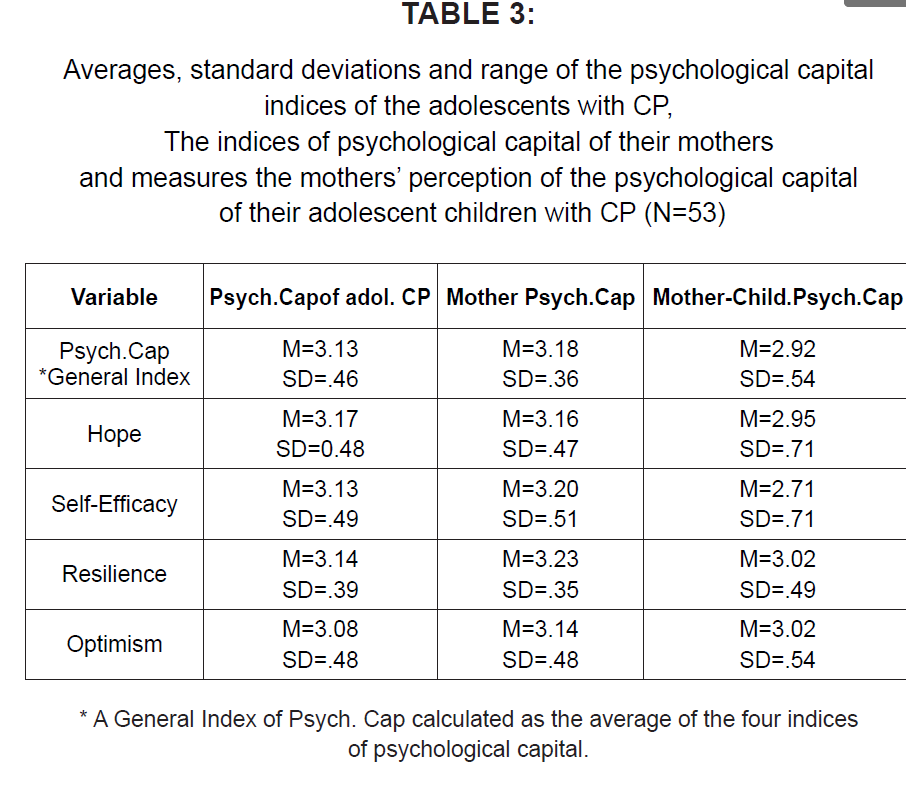 TABLE 3:
Averages, standard deviations and range of the psychological capital
indices of the adolescents with CP,
The indices of psychological capital of their mothers
and measures the mothers’ perception of the psychological capital
of their adolescent children with CP (N=53)
Variable Psych.Capof adol. CP Mother Psych.Cap Mother-Child.Psych.Cap
Psych.Cap
*General Index
M=3.13
SD=.46
M=3.18
SD=.36
M=2.92
SD=.54
Hope
M=3.17
SD=0.48
M=3.16
SD=.47
M=2.95
SD=.71
Self-Efficacy
M=3.13
SD=.49
M=3.20
SD=.51
M=2.71
SD=.71
Resilience
M=3.14
SD=.39
M=3.23
SD=.35
M=3.02
SD=.49
Optimism
M=3.08
SD=.48
M=3.14
SD=.48
M=3.02
SD=.54
* A General Index of Psych. Cap calculated as the average of the four indices
of psychological capital.